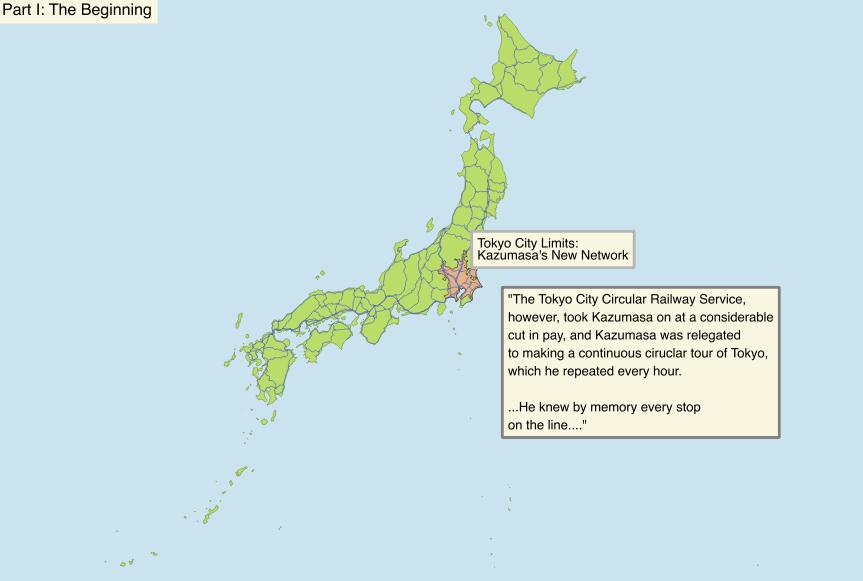 Part I: The Beginning
Tokyo City Limits:
Kazumasa's New Network
"The Tokyo City Circular Railway Service,
however, took Kazumasa on at a considerable
cut in pay, and Kazumasa was relegated
to making a continuous ciruclar tour of Tokyo,
which he repeated every hour.
...He knew by memory every stop
on the line...."